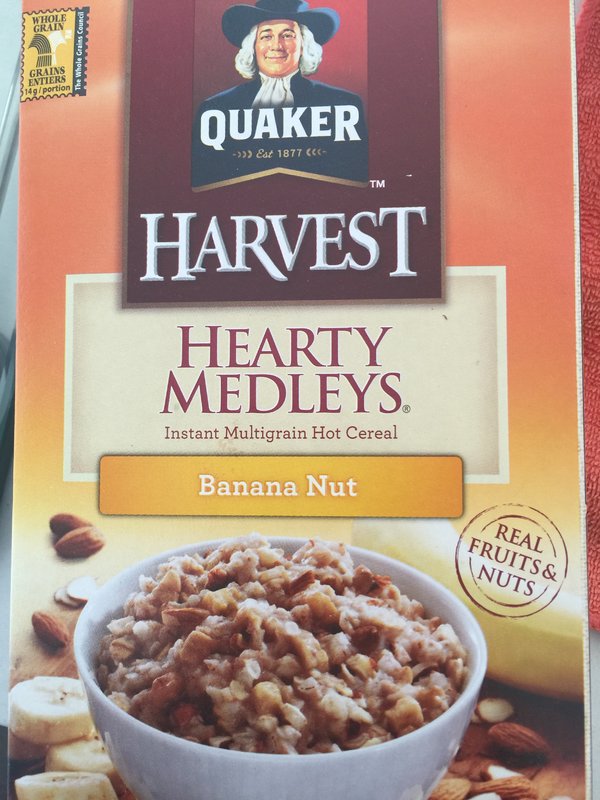 WHOLE
GRAIN
GRAINS
ENTIERS
14g / portion
The Whole Grains Council
QUAKER
Est 1877
TM
HARVEST
HEARTY
MEDLEYS®
Instant Multigrain Hot Cereal
Banana Nut
REAL
FRUITS &
NUTS